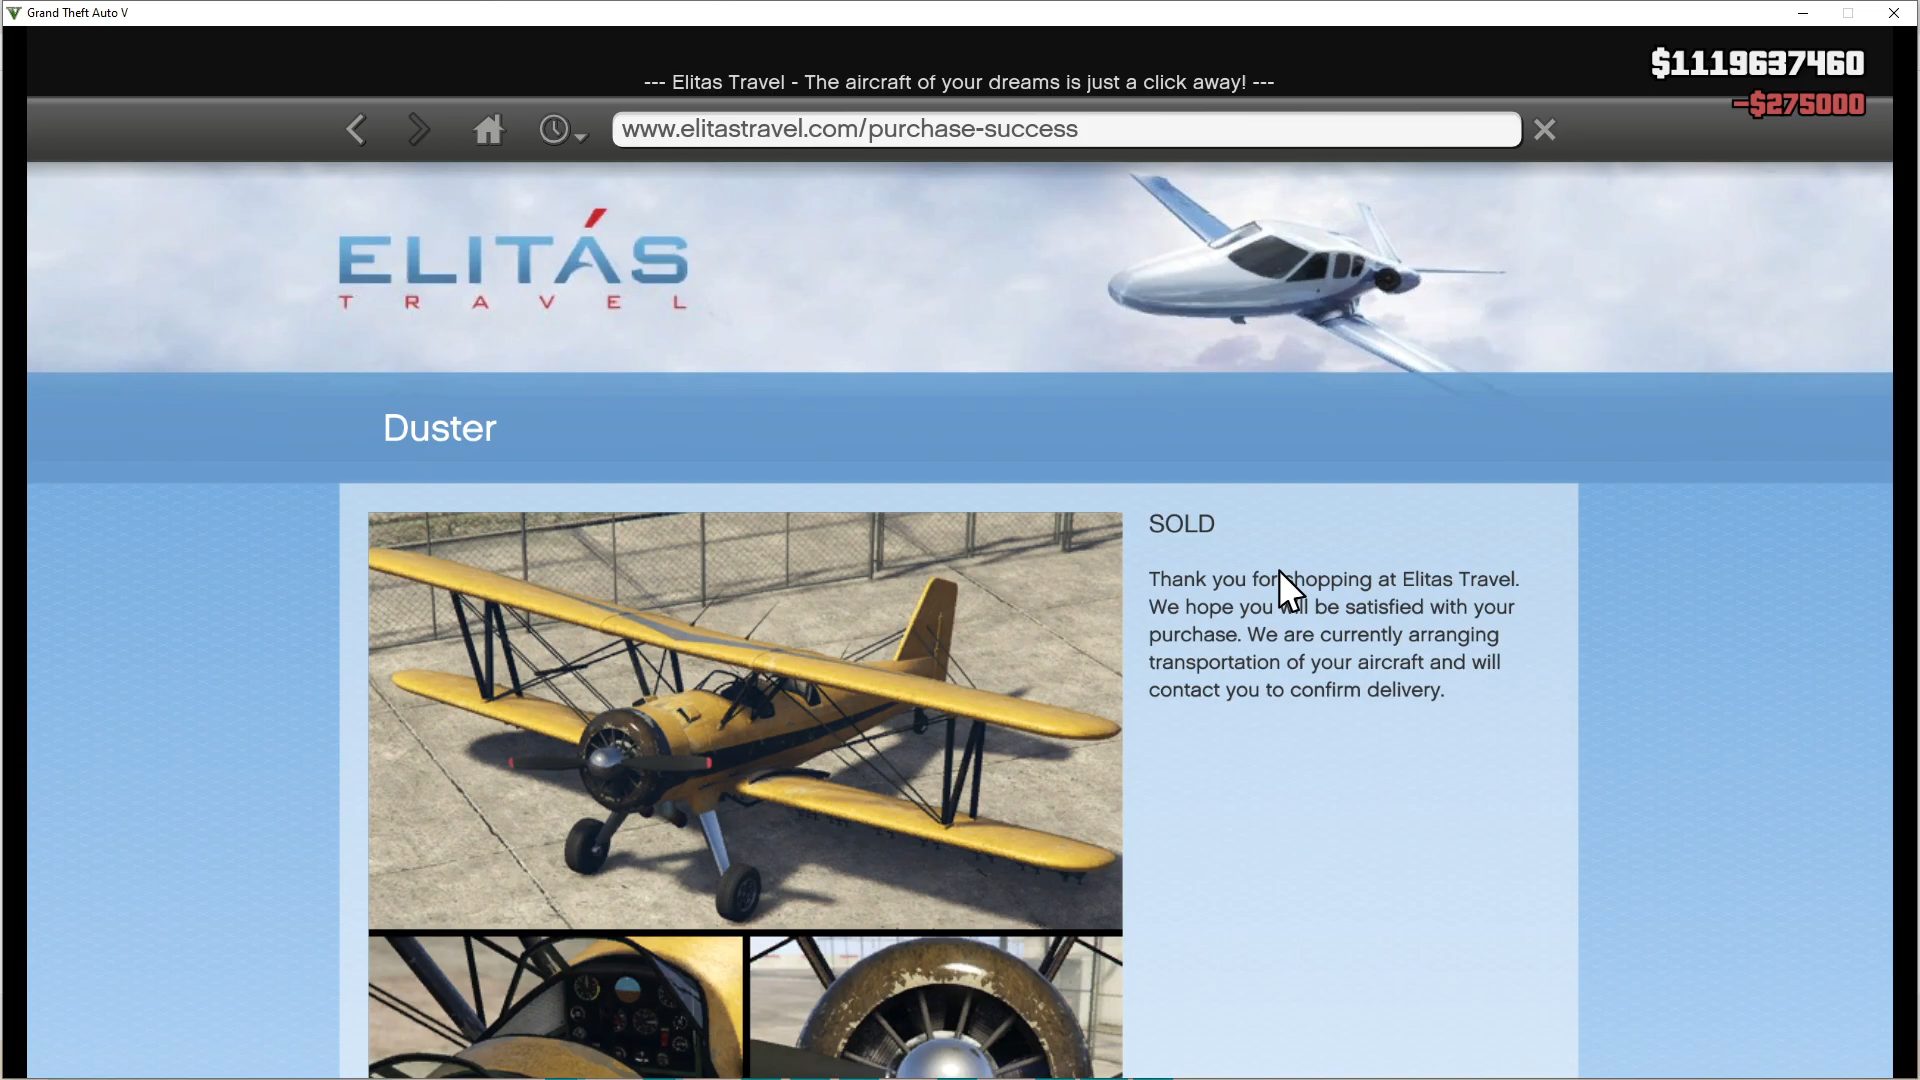 Grand Theft Auto V
$1119637460
--- Elitas Travel - The aircraft of your dreams is just a click away! ---
-$275000
www.elitastravel.com/purchase-success
ELITÁS
TRAVEL
Duster
SOLD
Thank you for shopping at Elitas Travel.
We hope you will be satisfied with your
purchase. We are currently arranging
transportation of your aircraft and will
contact you to confirm delivery.